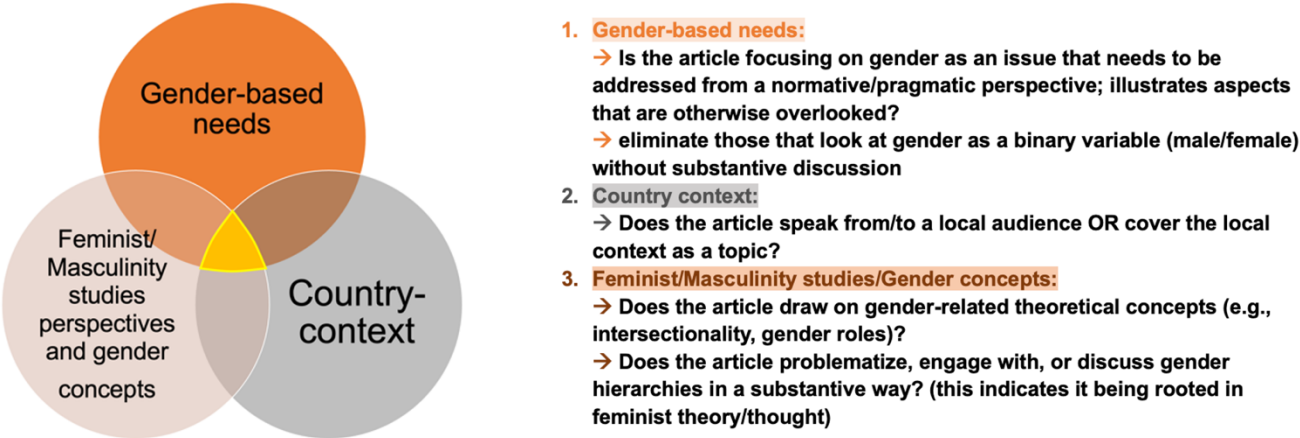 Gender-based
needs
Feminist/
Masculinity
studies
perspectives
and gender
concepts
Country-
context
1. Gender-based needs:
→ Is the article focusing on gender as an issue that needs to be
addressed from a normative/pragmatic perspective; illustrates aspects
that are otherwise overlooked?
→ eliminate those that look at gender as a binary variable (male/female)
without substantive discussion
2. Country context:
→ Does the article speak from/to a local audience OR cover the local
context as a topic?
3. Feminist/Masculinity studies/Gender concepts:
→ Does the article draw on gender-related theoretical concepts (e.g.,
intersectionality, gender roles)?
→ Does the article problematize, engage with, or discuss gender
hierarchies in a substantive way? (this indicates it being rooted in
feminist theory/thought)